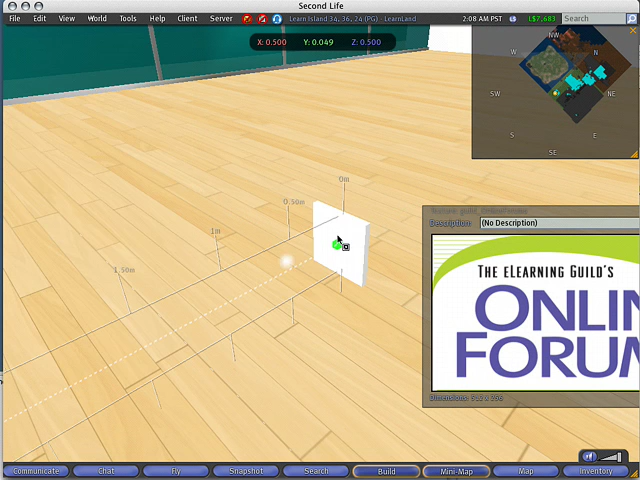 Second Life
File Edit View World Tools Help Client Server Learn Island 34, 36, 24 (PG) - LearnLand 2:08 AM PST L$7,683 Search
X: 0.500 Y: 0.049 Z: 0.500
NW
W N
SW NE
S E
SE
0m
0.50m
1m
1.50m
Description: (No Description)
THE eLEARNING GUILD'S
ONLIN
FORUM
Dimensions: 512 x 256
Communicate Chat Fly Snapshot Search Build Mini-Map Map Inventory